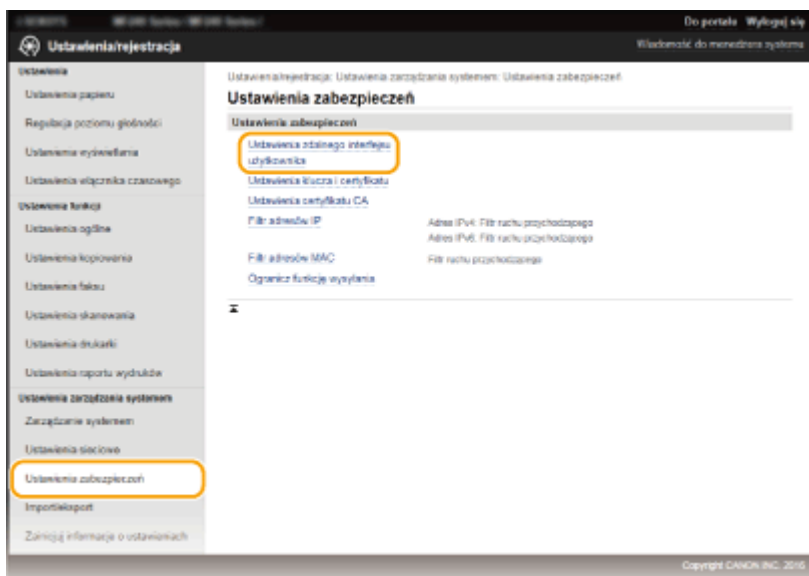 Do portalu Wyloguj się
Ustawienia/rejestracja
Wiadomość do menedżera systemu
Ustawienia
Ustawienia papieru
Regulacja poziomu głośności
Ustawienia wyświetlania
Ustawienia włącznika czasowego
Ustawienia funkcji
Ustawienia ogólne
Ustawienia kopiowania
Ustawienia faksu
Ustawienia skanowania
Ustawienia drukarki
Ustawienia raportu wydruków
Ustawienia zarządzania systemem
Zarządzanie systemem
Ustawienia sieciowe
Ustawienia zabezpieczeń
Import/eksport
Zainicjuj informacje o ustawieniach
Ustawienia/rejestracja: Ustawienia zarządzania systemem: Ustawienia zabezpieczeń
Ustawienia zabezpieczeń
Ustawienia zabezpieczeń
Ustawienia zdalnego interfejsu
użytkownika
Ustawienia klucza i certyfikatu
Ustawienia certyfikatu CA
Filtr adresów IP
Adres IPv4: Filtr ruchu przychodzącego
Adres IPv6: Filtr ruchu przychodzącego
Filtr adresów MAC
Filtr ruchu przychodzącego
Ogranicz funkcję wysyłania
Copyright CANON INC. 2016